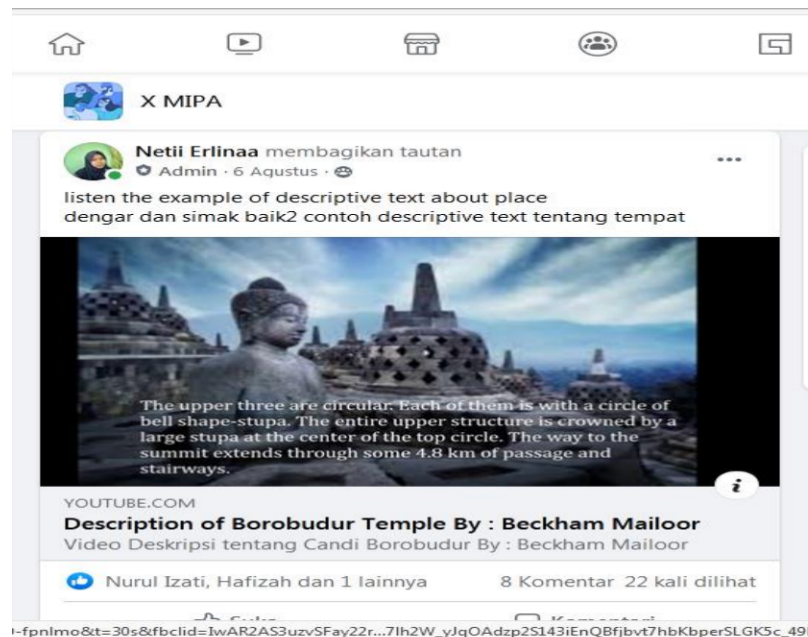 X MIPA
Netii Erlinaa membagikan tautan
Admin · 6 Agustus ·
listen the example of descriptive text about place
dengar dan simak baik2 contoh descriptive text tentang tempat
The upper three are circular. Each of them is with a circle of
bell shape-stupa. The entire upper structure is crowned by a
large stupa at the center of the top circle. The way to the
summit extends through some 4.8 km of passage and
stairways.
YOUTUBE.COM
Description of Borobudur Temple By : Beckham Mailoor
Video Deskripsi tentang Candi Borobudur By : Beckham Mailoor
Nurul Izati, Hafizah dan 1 lainnya 8 Komentar 22 kali dilihat
Suka Komentari